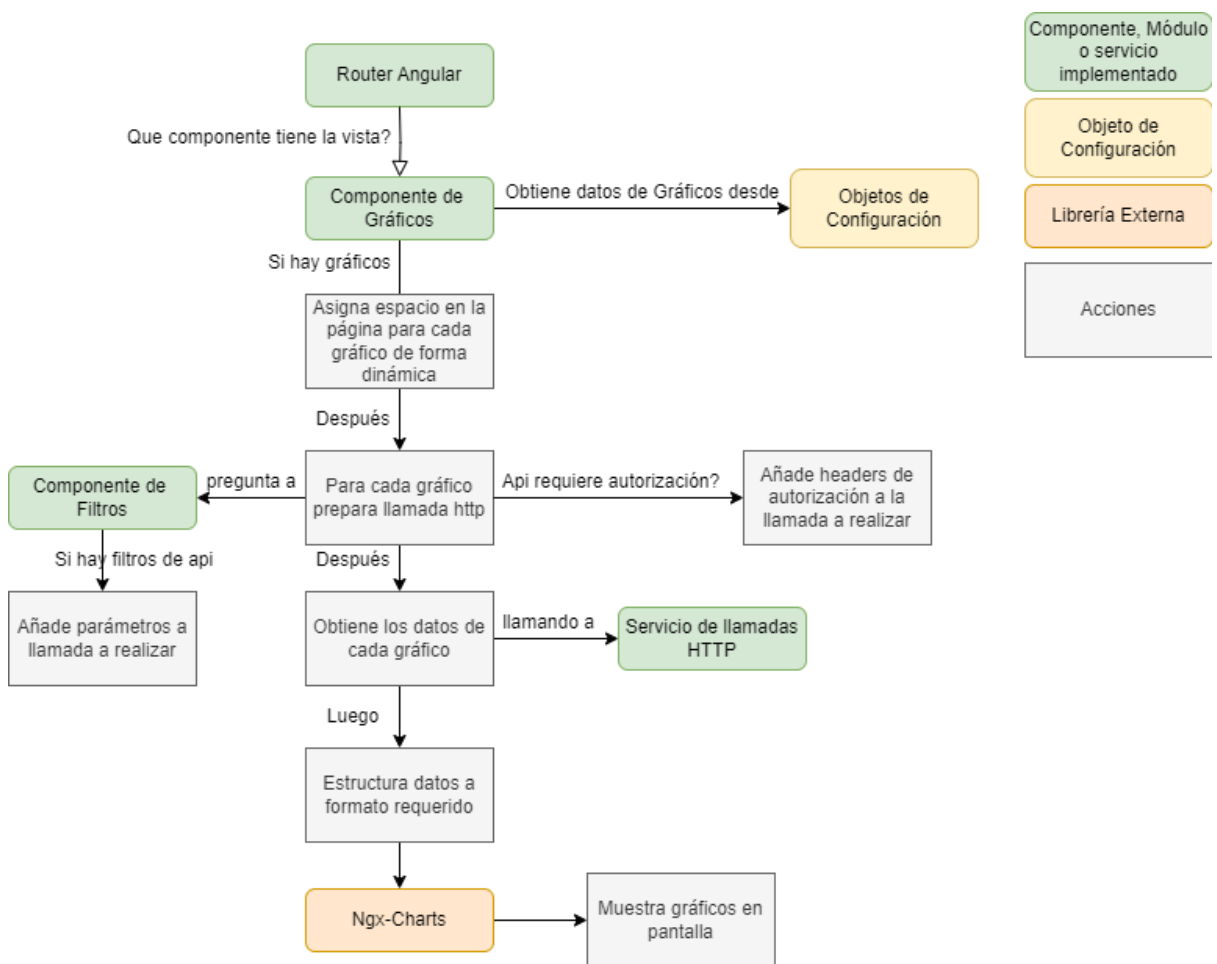 Router Angular
Que componente tiene la vista?
Componente de
Gráficos
Obtiene datos de Gráficos desde
Objetos de
Configuración
Si hay gráficos
Asigna espacio en la
página para cada
gráfico de forma
dinámica
Después
Para cada gráfico
prepara llamada http
pregunta a
Componente de
Filtros
Si hay filtros de api
Añade parámetros a
llamada a realizar
Api requiere autorización?
Añade headers de
autorización a la
llamada a realizar
Después
Obtiene los datos de
cada gráfico
llamando a
Servicio de llamadas
HTTP
Luego
Estructura datos a
formato requerido
Ngx-Charts
Muestra gráficos en
pantalla
Componente, Módulo
o servicio
implementado
Objeto de
Configuración
Librería Externa
Acciones